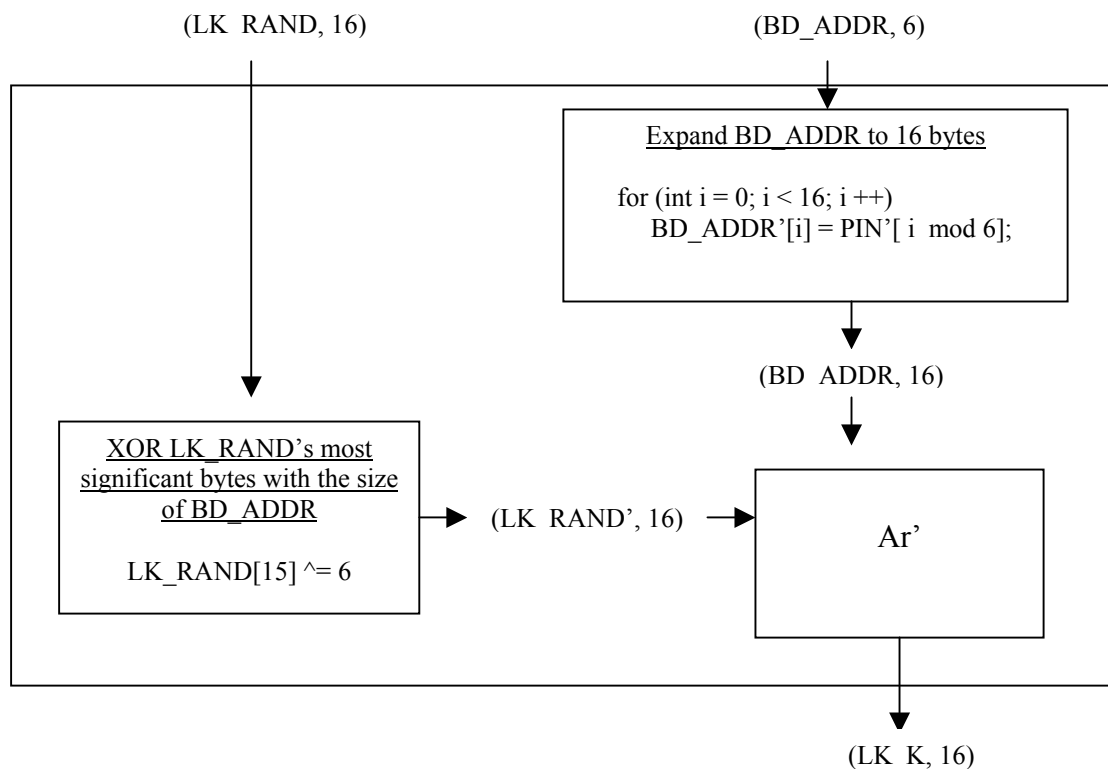 (LK RAND, 16)
(BD_ADDR, 6)
Expand BD_ADDR to 16 bytes
for (int i = 0; i < 16; i ++)
BD_ADDR’[i] = PIN’[ i  mod 6];
(BD ADDR, 16)
XOR LK_RAND’s most
significant bytes with the size
of BD_ADDR
LK_RAND[15] ^= 6
(LK RAND’, 16)
Ar’
(LK K, 16)